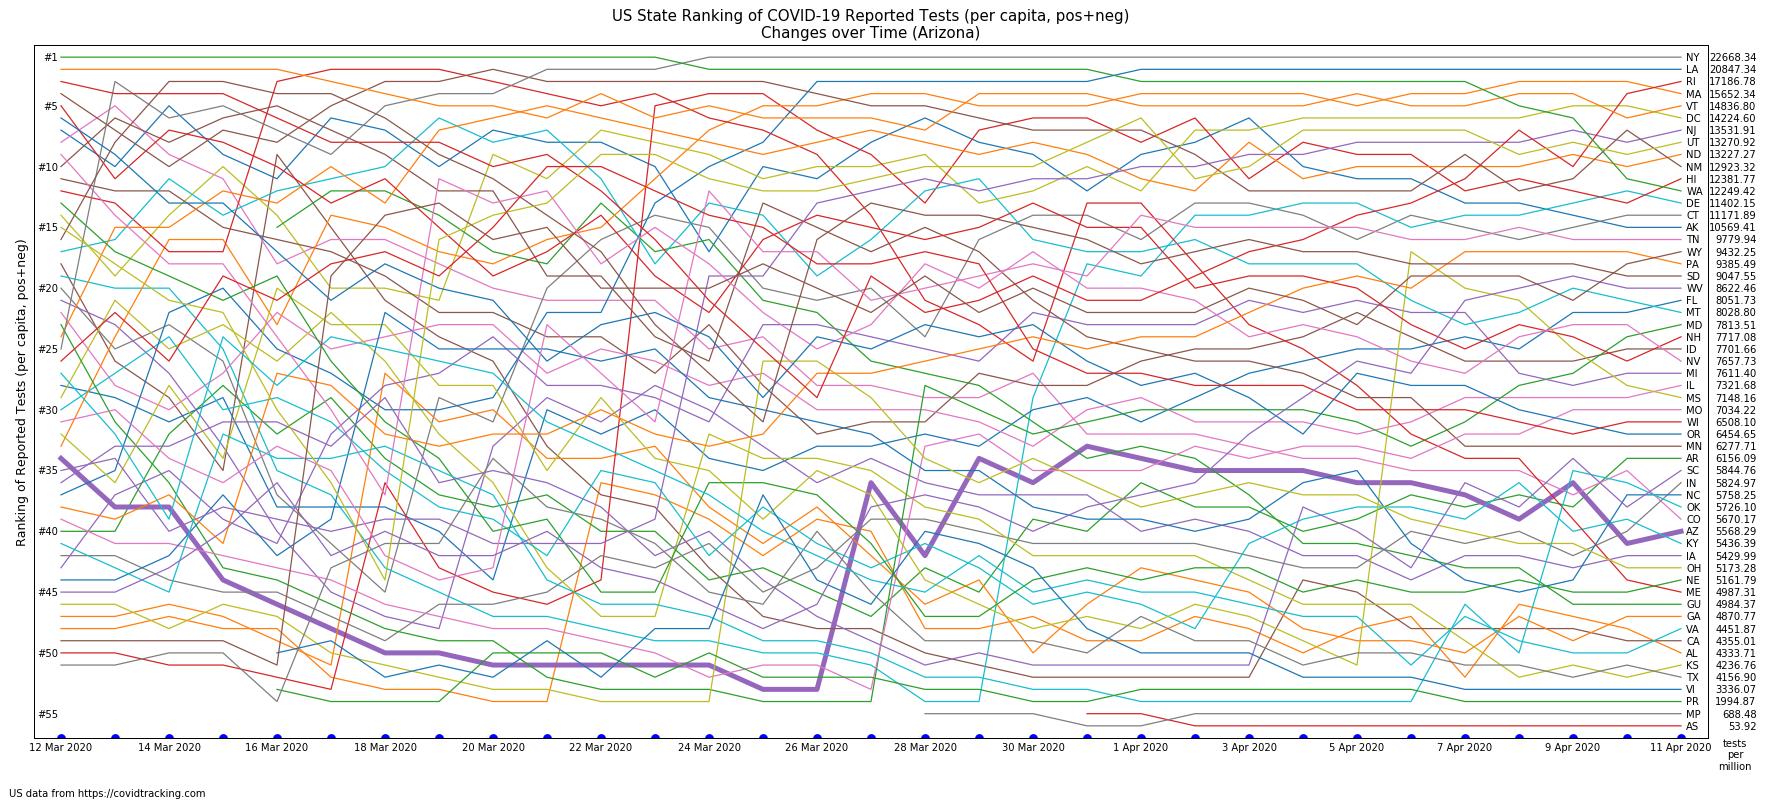 US State Ranking of COVID-19 Reported Tests (per capita, pos+neg)
Changes over Time (Arizona)
Ranking of Reported Tests (per capita, pos+neg)
#1
#5
#10
#15
#20
#25
#30
#35
#40
#45
#50
#55
NY 22668.34
LA 20847.34
RI 17186.78
MA 15652.34
VT 14836.80
DC 14224.60
NJ 13531.91
UT 13270.92
ND 13227.27
NM 12923.32
HI 12381.77
WA 12249.42
DE 11402.15
CT 11171.89
AK 10569.41
TN 9779.94
WY 9432.25
PA 9385.49
SD 9047.55
WV 8622.46
FL 8051.73
MT 8028.80
MD 7813.51
NH 7717.08
ID 7701.66
NV 7657.73
MI 7611.40
IL 7321.68
MS 7148.16
MO 7034.22
WI 6508.10
OR 6454.65
MN 6277.71
AR 6156.09
SC 5844.76
IN 5824.97
NC 5758.25
OK 5726.10
CO 5670.17
AZ 5568.29
KY 5436.39
IA 5429.99
OH 5173.28
NE 5161.79
ME 4987.31
GU 4984.37
GA 4870.77
VA 4451.87
CA 4355.01
AL 4333.71
KS 4236.76
TX 4156.90
VI 3336.07
PR 1994.87
MP 688.48
AS 53.92
12 Mar 2020
14 Mar 2020
16 Mar 2020
18 Mar 2020
20 Mar 2020
22 Mar 2020
24 Mar 2020
26 Mar 2020
28 Mar 2020
30 Mar 2020
1 Apr 2020
3 Apr 2020
5 Apr 2020
7 Apr 2020
9 Apr 2020
11 Apr 2020
tests
per
million
US data from https://covidtracking.com